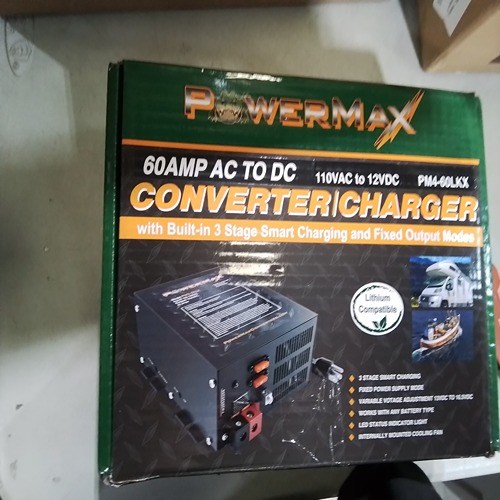 POWERMAX
60AMP AC TO DC 110VAC to 12VDC PM4-60LKX
CONVERTER/CHARGER
with Built-in 3 Stage Smart Charging and Fixed Output Modes
Lithium
Compatible
3 STAGE SMART CHARGING
FIXED POWER SUPPLY MODE
VARIABLE VOTAGE ADJUSTMENT 13VDC TO 16.5VDC
WORKS WITH ANY BATTERY TYPE
LED STATUS INDICATOR LIGHT
INTERNALLY MOUNTED COOLING FAN